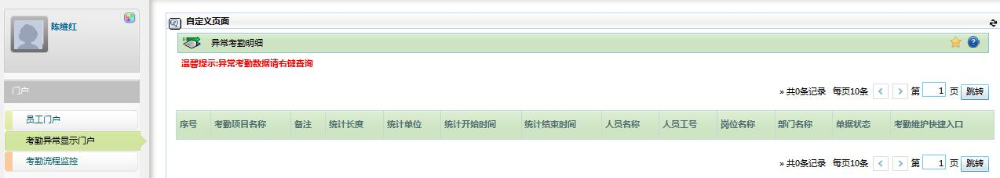 陈维红
门户
员工门户
考勤异常显示门户
考勤流程监控
自定义页面
异常考勤明细
温馨提示:异常考勤数据请右键查询
» 共0条记录 每页10条 第 1 页 跳转
序号 考勤项目名称 备注 统计长度 统计单位 统计开始时间 统计结束时间 人员名称 人员工号 岗位名称 部门名称 单据状态 考勤维护快捷入口
» 共0条记录 每页10条 第 1 页 跳转